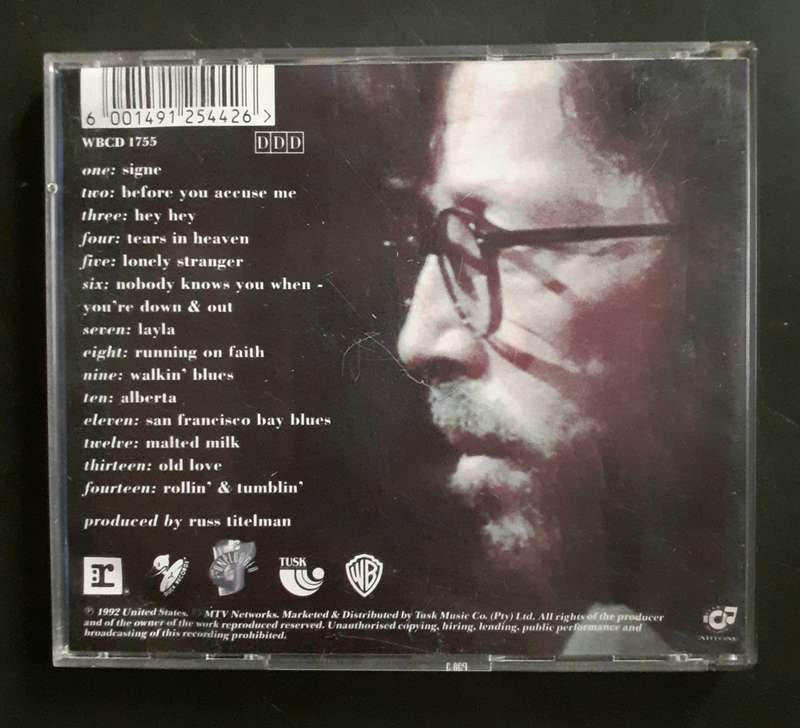 6 001491 254426 >
WBCD 1755 DDD
one: signe
two: before you accuse me
three: hey hey
four: tears in heaven
five: lonely stranger
six: nobody knows you when -
you're down & out
seven: layla
eight: running on faith
nine: walkin' blues
ten: alberta
eleven: san francisco bay blues
twelve: malted milk
thirteen: old love
fourteen: rollin' & tumblin'
produced by russ titelman
r TUSK WB
DUCK RECORDS
℗ 1992 United States. MTV Networks. Marketed & Distributed by Tusk Music Co. (Pty) Ltd. All rights of the producer
and of the owner of the work reproduced reserved. Unauthorised copying, hiring, lending, public performance and
broadcasting of this recording prohibited.